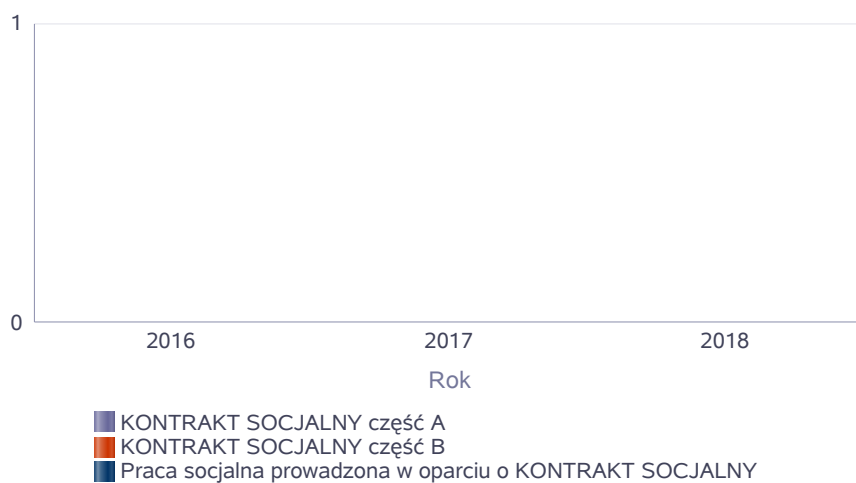 1
0
2016 2017 2018
Rok
KONTRAKT SOCJALNY część A
KONTRAKT SOCJALNY część B
Praca socjalna prowadzona w oparciu o KONTRAKT SOCJALNY